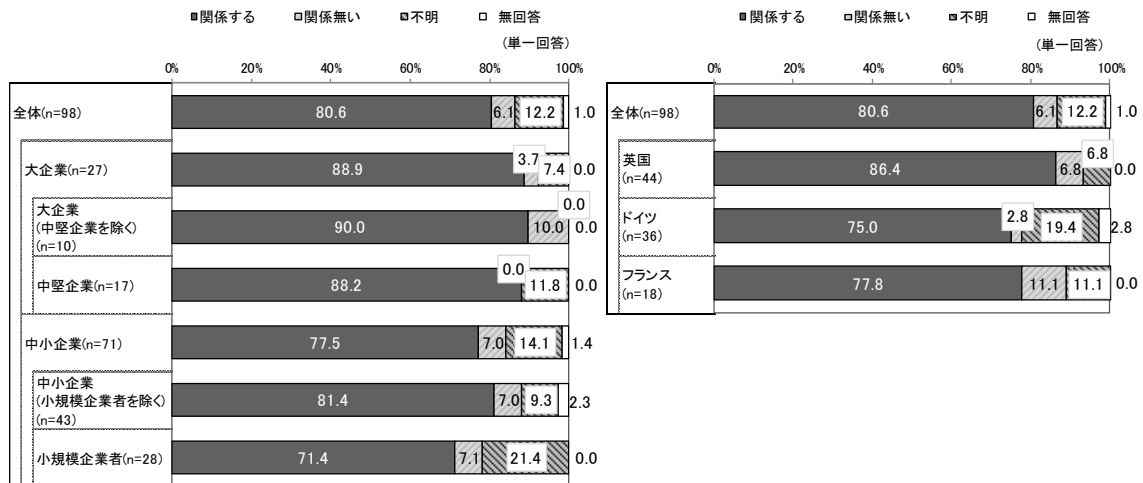 ■関係する ▨関係無い ▧不明 □ 無回答
(単一回答)
0% 20% 40% 60% 80% 100%
全体(n=98) 80.6 6.1 12.2 1.0
大企業(n=27) 88.9 3.7 7.4 0.0
大企業
(中堅企業を除く)
(n=10)
90.0 10.0 0.0 0.0
中堅企業(n=17) 88.2 0.0 11.8 0.0
中小企業(n=71) 77.5 7.0 14.1 1.4
中小企業
(小規模企業者を除く)
(n=43)
81.4 7.0 9.3 2.3
小規模企業者(n=28) 71.4 7.1 21.4 0.0
■関係する ▨関係無い ▧不明 □ 無回答
(単一回答)
0% 20% 40% 60% 80% 100%
全体(n=98) 80.6 6.1 12.2 1.0
英国
(n=44)
86.4 6.8 6.8 0.0
ドイツ
(n=36)
75.0 2.8 19.4 2.8
フランス
(n=18)
77.8 11.1 11.1 0.0